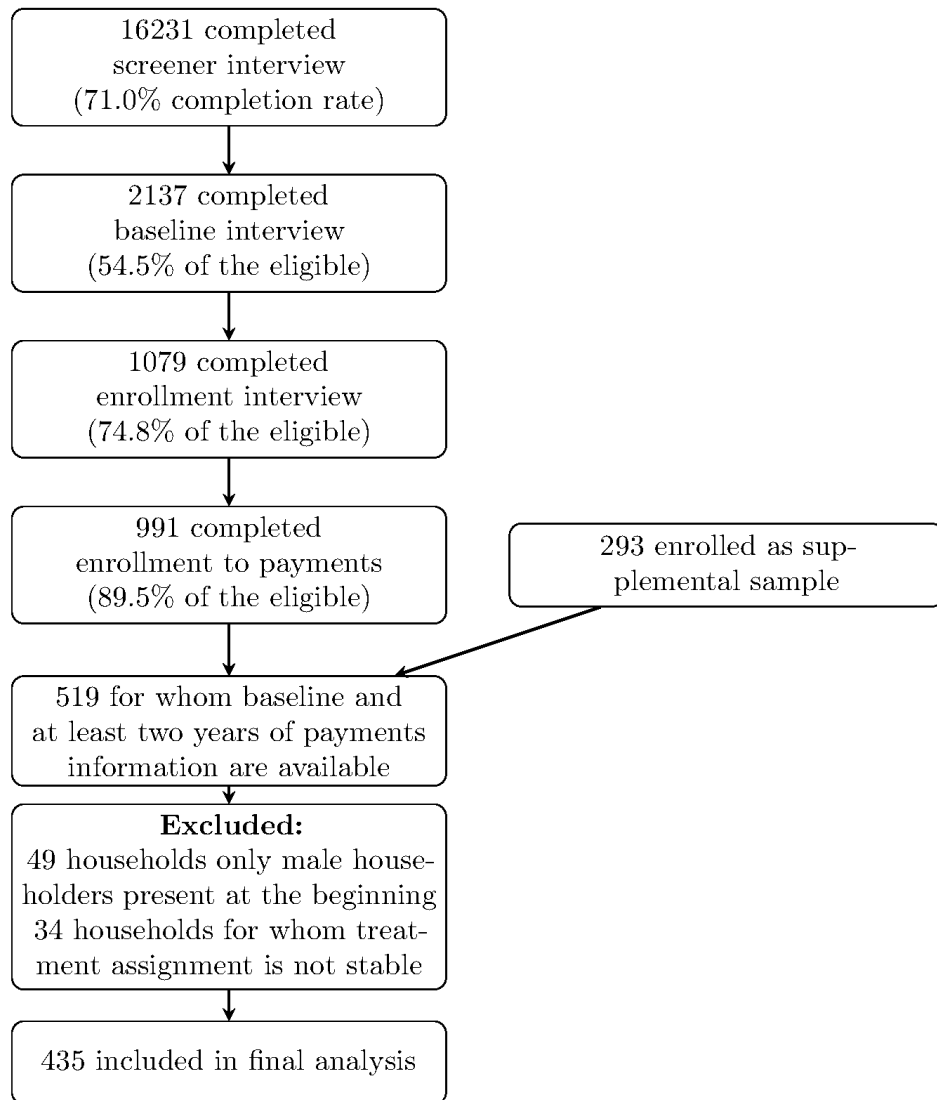 16231 completed
screener interview
(71.0% completion rate)
2137 completed
baseline interview
(54.5% of the eligible)
1079 completed
enrollment interview
(74.8% of the eligible)
991 completed
enrollment to payments
(89.5% of the eligible)
293 enrolled as sup-
plemental sample
519 for whom baseline and
at least two years of payments
information are available
Excluded:
49 households only male house-
holders present at the beginning
34 households for whom treat-
ment assignment is not stable
435 included in final analysis